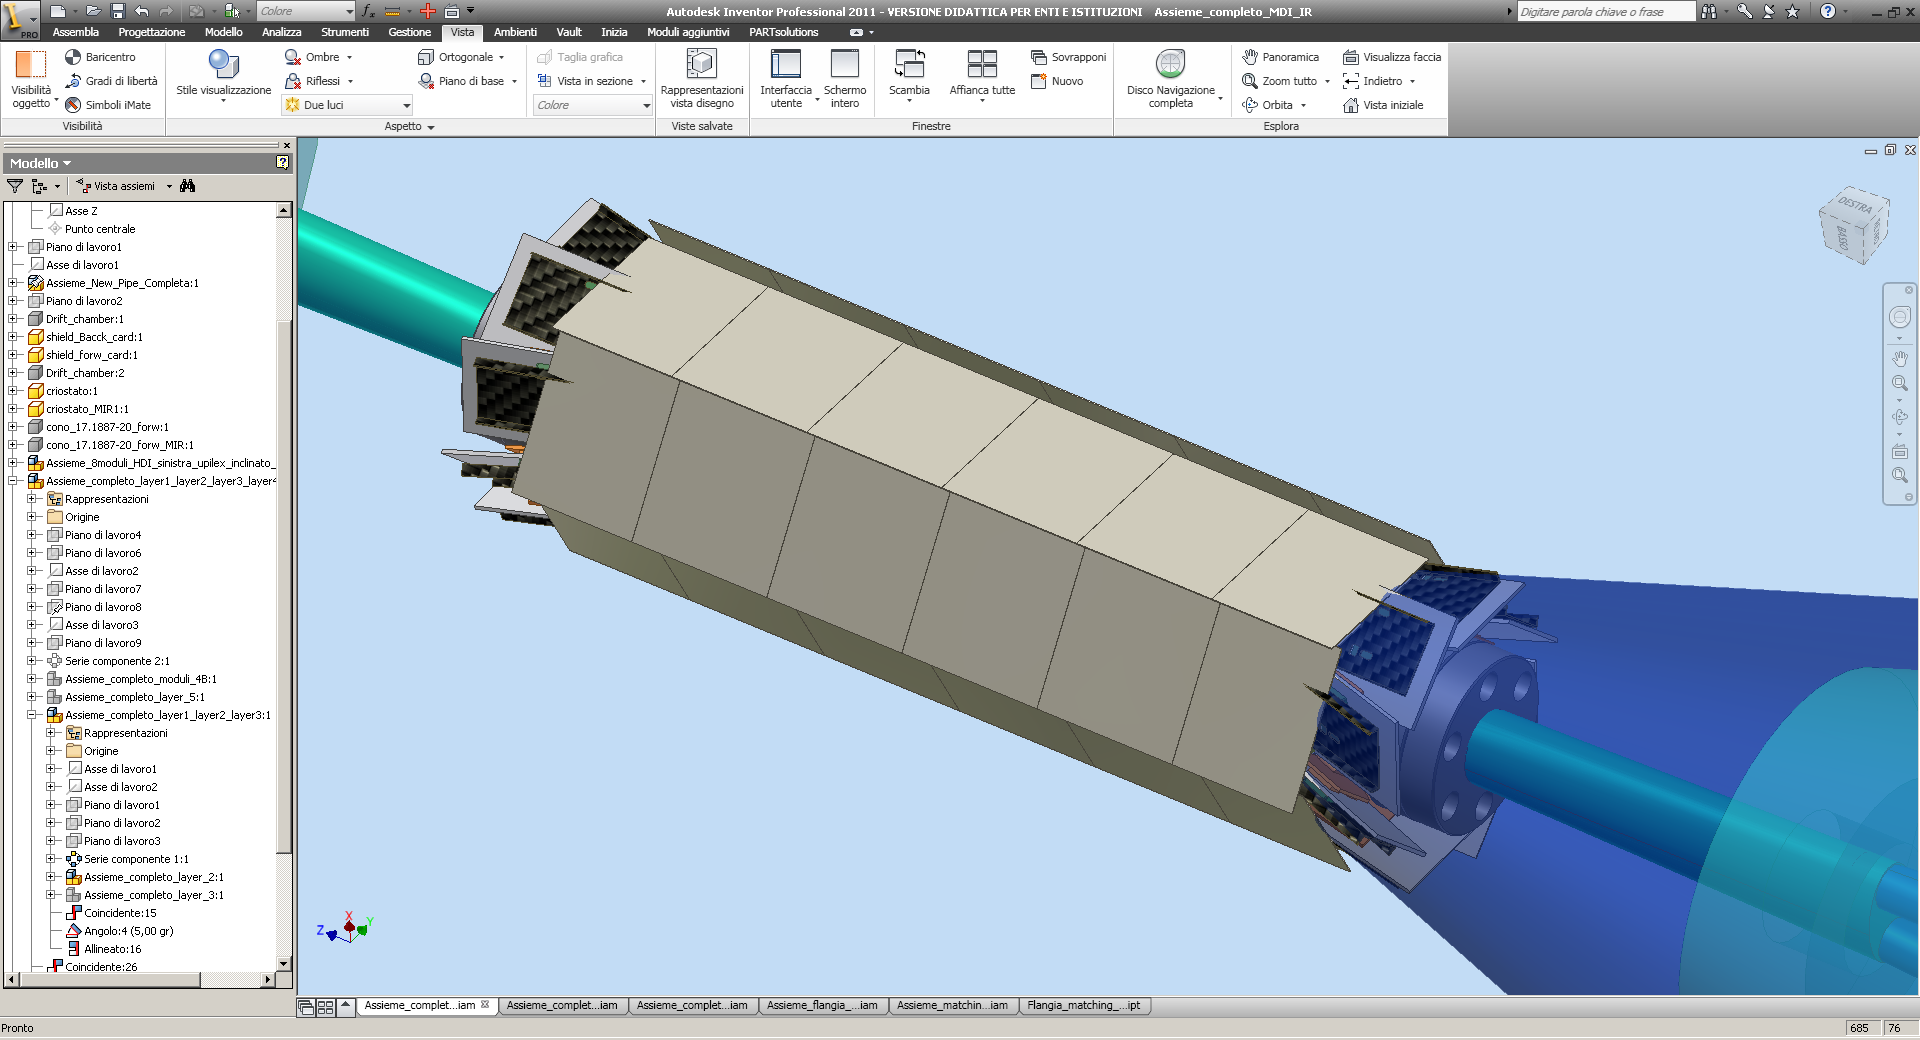 Colore
Autodesk Inventor Professional 2011 - VERSIONE DIDATTICA PER ENTI E ISTITUZIONI Assieme_completo_MDI_IR
Digitare parola chiave o frase
PRO
Assembla Progettazione Modello Analizza Strumenti Gestione Vista Ambienti Vault Inizia Moduli aggiuntivi PARTsolutions
Visibilità oggetto
Baricentro
Gradi di libertà
Simboli iMate
Visibilità
Stile visualizzazione
Ombre
Riflessi
Due luci
Ortogonale
Piano di base
Taglia grafica
Vista in sezione
Colore
Aspetto
Rappresentazioni vista disegno
Viste salvate
Interfaccia utente
Schermo intero
Scambia
Affianca tutte
Sovrapponi
Nuovo
Finestre
Disco Navigazione completa
Panoramica
Zoom tutto
Orbita
Visualizza faccia
Indietro
Vista iniziale
Esplora
Modello
Vista assiemi
Asse Z
Punto centrale
Piano di lavoro1
Asse di lavoro1
Assieme_New_Pipe_Completa:1
Piano di lavoro2
Drift_chamber:1
shield_Bacck_card:1
shield_forw_card:1
Drift_chamber:2
criostato:1
criostato_MIR1:1
cono_17.1887-20_forw:1
cono_17.1887-20_forw_MIR:1
Assieme_8moduli_HDI_sinistra_upilex_inclinato_
Assieme_completo_layer1_layer2_layer3_layer4
Rappresentazioni
Origine
Piano di lavoro4
Piano di lavoro6
Asse di lavoro2
Piano di lavoro7
Piano di lavoro8
Asse di lavoro3
Piano di lavoro9
Serie componente 2:1
Assieme_completo_moduli_4B:1
Assieme_completo_layer_5:1
Assieme_completo_layer1_layer2_layer3:1
Rappresentazioni
Origine
Asse di lavoro1
Asse di lavoro2
Piano di lavoro1
Piano di lavoro2
Piano di lavoro3
Serie componente 1:1
Assieme_completo_layer_2:1
Assieme_completo_layer_3:1
Coincidente:15
Angolo:4 (5,00 gr)
Allineato:16
Coincidente:26
DESTRA
BASSO
X
Y
Z
Assieme_complet...iam Assieme_complet...iam Assieme_complet...iam Assieme_flangia_...iam Assieme_matchin...iam Flangia_matching_...ipt
Pronto
685 76